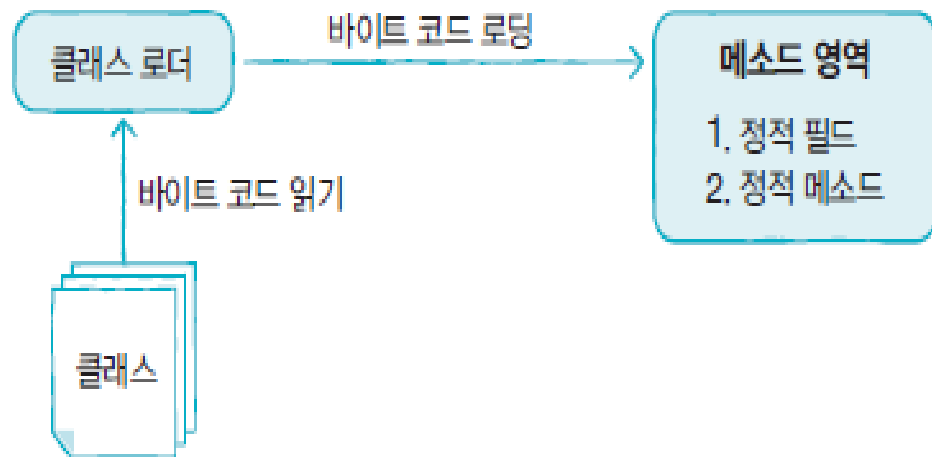 클래스 로더
바이트 코드 로딩
메소드 영역
1. 정적 필드
2. 정적 메소드
바이트 코드 읽기
클래스